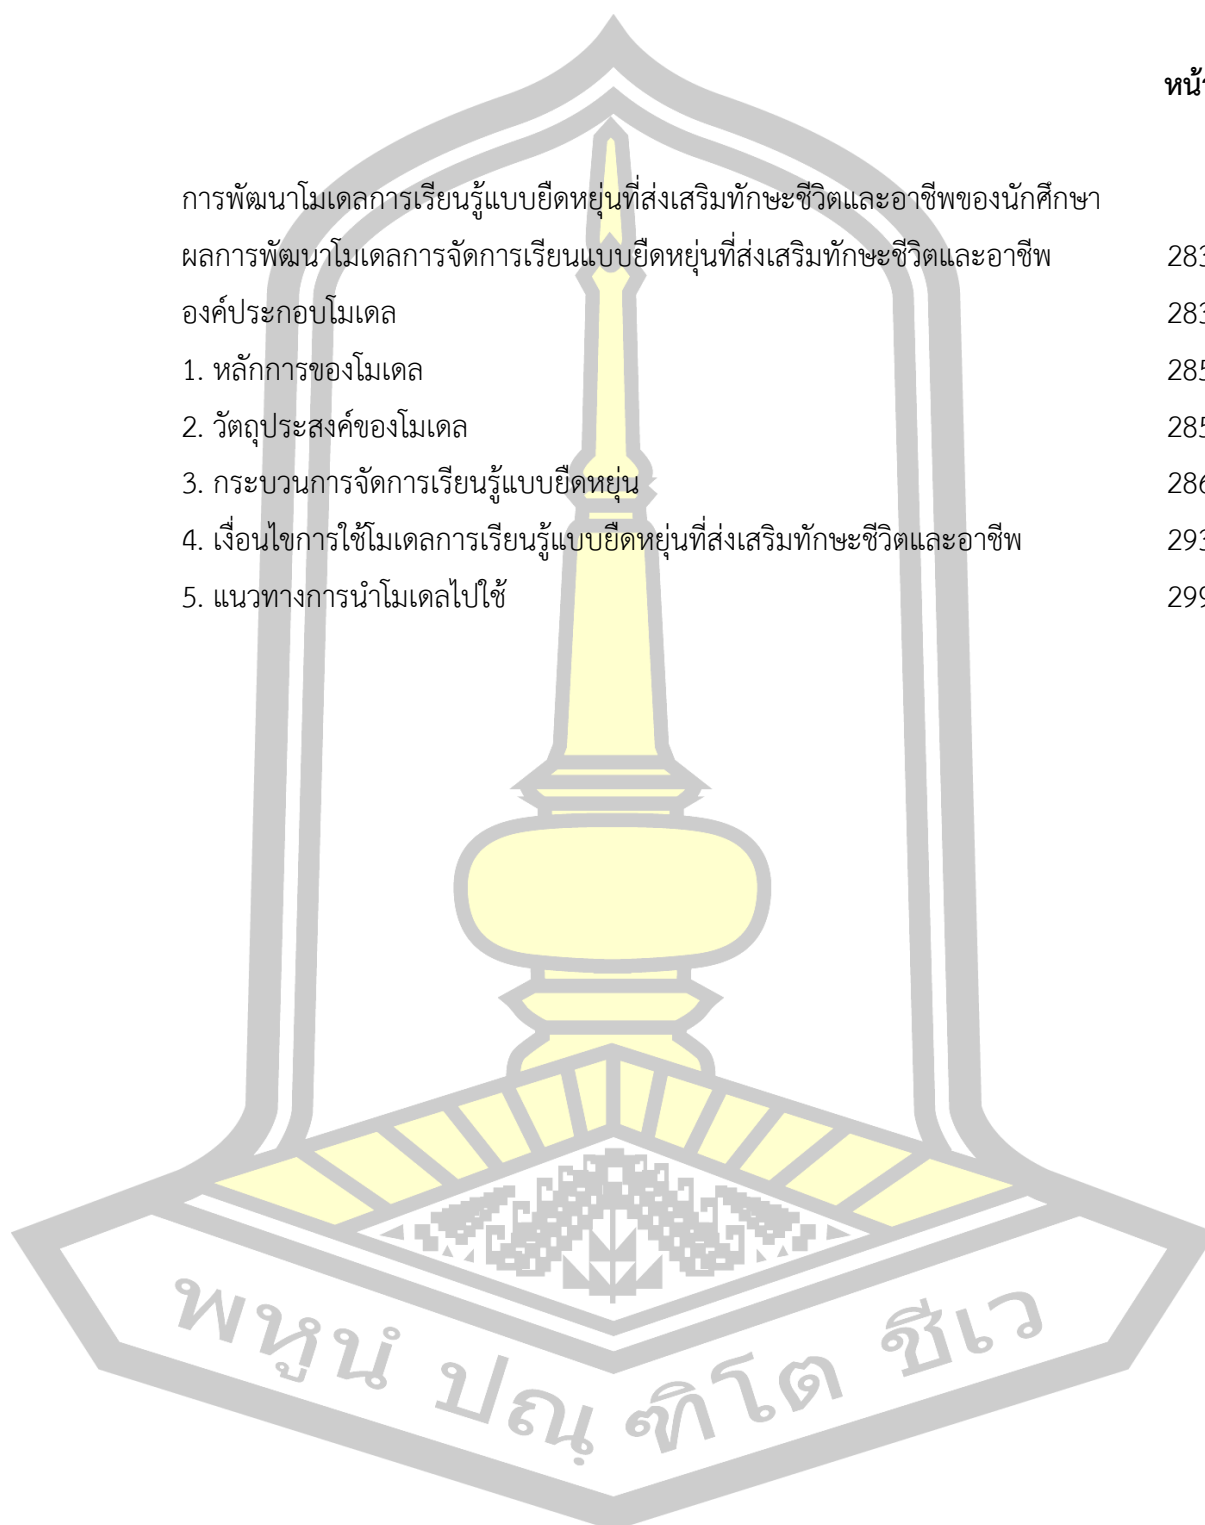 หน้า
การพัฒนาโมเดลการเรียนรู้แบบยืดหยุ่นที่ส่งเสริมทักษะชีวิตและอาชีพของนักศึกษา
ผลการพัฒนาโมเดลการจัดการเรียนแบบยืดหยุ่นที่ส่งเสริมทักษะชีวิตและอาชีพ 283
องค์ประกอบโมเดล 283
1. หลักการของโมเดล 285
2. วัตถุประสงค์ของโมเดล 285
3. กระบวนการจัดการเรียนรู้แบบยืดหยุ่น 286
4. เงื่อนไขการใช้โมเดลการเรียนรู้แบบยืดหยุ่นที่ส่งเสริมทักษะชีวิตและอาชีพ 293
5. แนวทางการนำโมเดลไปใช้ 299
พหูนํ ปณฺฑิโต ชีเว